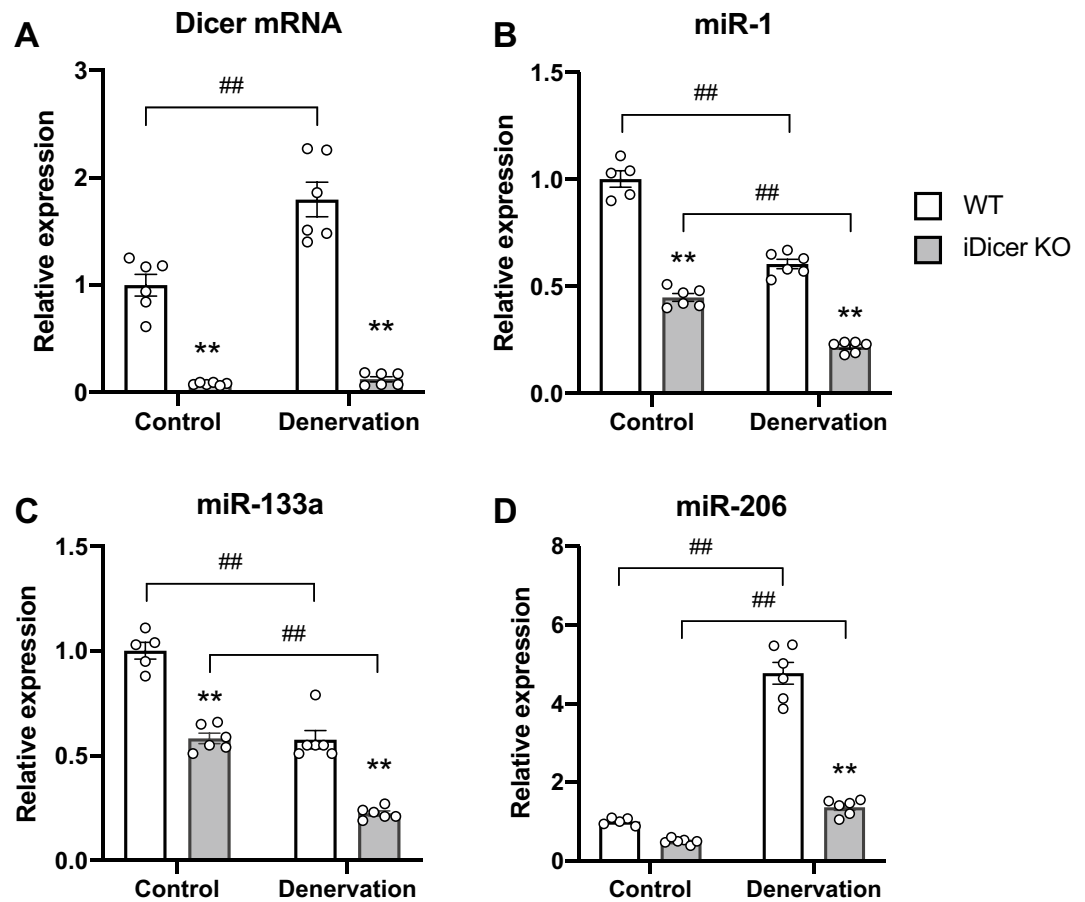 A
Dicer mRNA
Relative expression
3
2
1
0
##
**
**
Control
Denervation
B
miR-1
Relative expression
1.5
1.0
0.5
0.0
##
##
**
**
Control
Denervation
WT
iDicer KO
C
miR-133a
Relative expression
1.5
1.0
0.5
0.0
##
##
**
**
Control
Denervation
D
miR-206
Relative expression
8
6
4
2
0
##
##
**
Control
Denervation